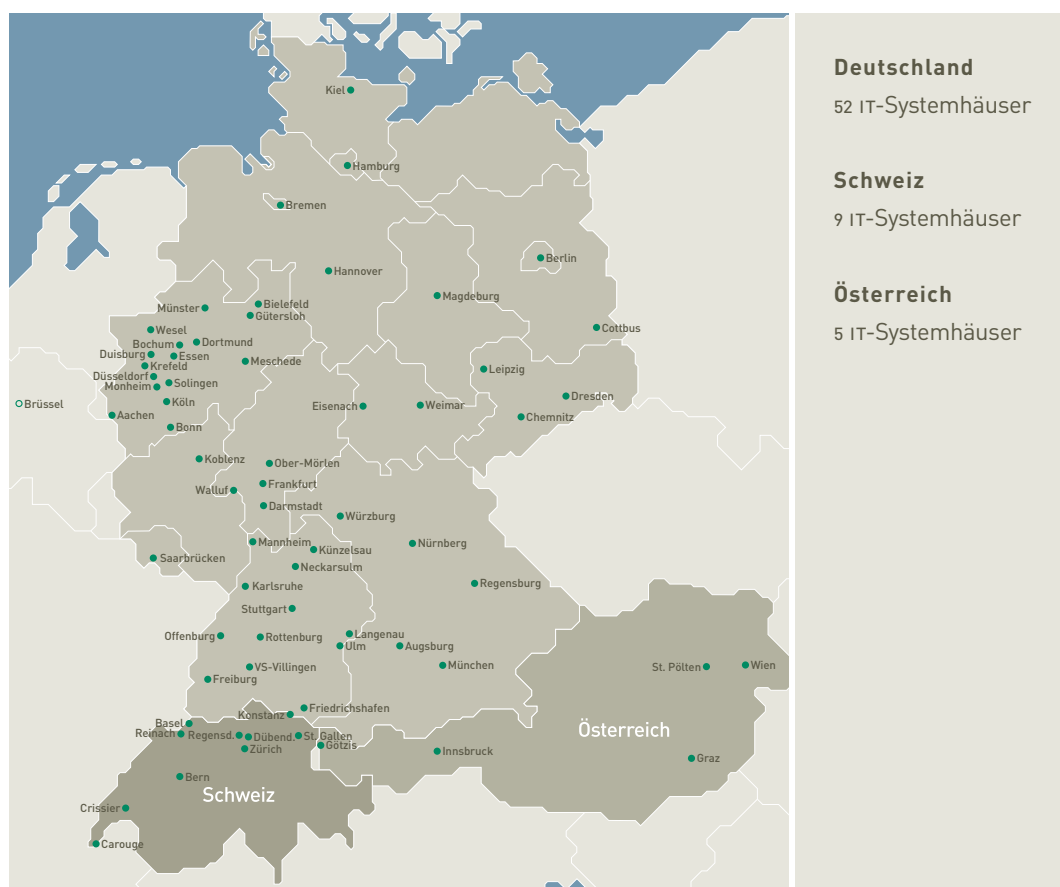 Kiel
Hamburg
Bremen
Berlin
Hannover
Magdeburg
Münster
Bielefeld
Gütersloh
Wesel
Cottbus
Bochum
Dortmund
Duisburg
Essen
Meschede
Krefeld
Leipzig
Düsseldorf
Solingen
Monheim
Dresden
Brüssel
Köln
Eisenach
Weimar
Aachen
Chemnitz
Bonn
Koblenz
Ober-Mörlen
Frankfurt
Walluf
Darmstadt
Würzburg
Mannheim
Nürnberg
Künzelsau
Saarbrücken
Neckarsulm
Karlsruhe
Regensburg
Stuttgart
Offenburg
Rottenburg
Langenau
Ulm
Augsburg
VS-Villingen
München
St. Pölten
Wien
Freiburg
Friedrichshafen
Konstanz
Basel
Reinach
Regensd.
Dübend.
St. Gallen
Österreich
Götzis
Zürich
Innsbruck
Graz
Bern
Schweiz
Crissier
Carouge
Deutschland
52 IT-Systemhäuser
Schweiz
9 IT-Systemhäuser
Österreich
5 IT-Systemhäuser